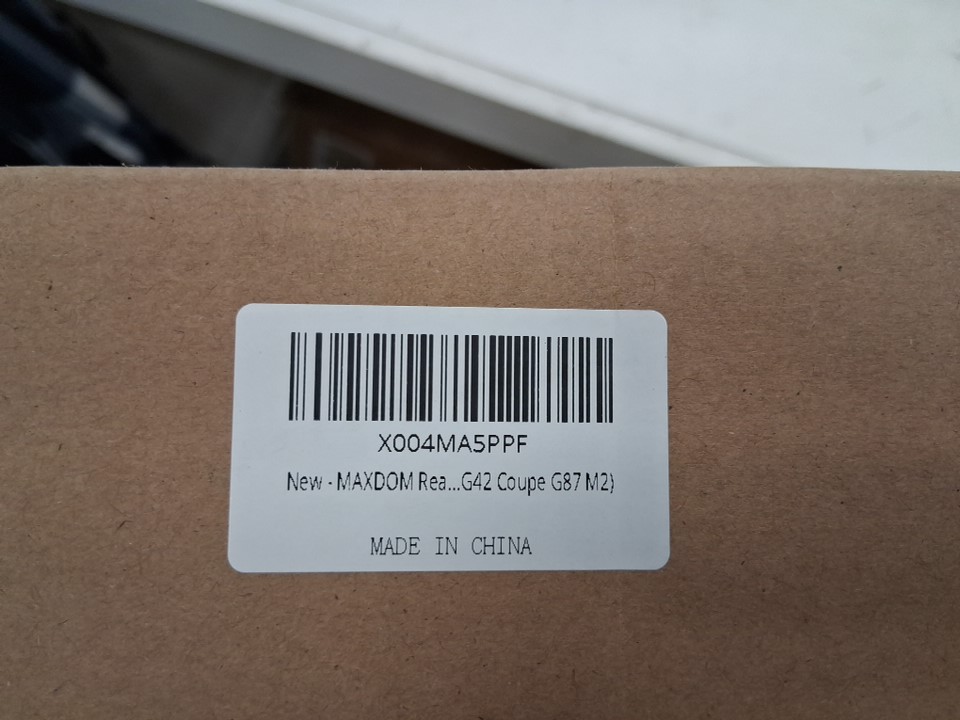 X004MA5PPF
New - MAXDOM Rea...G42 Coupe G87 M2)
MADE IN CHINA